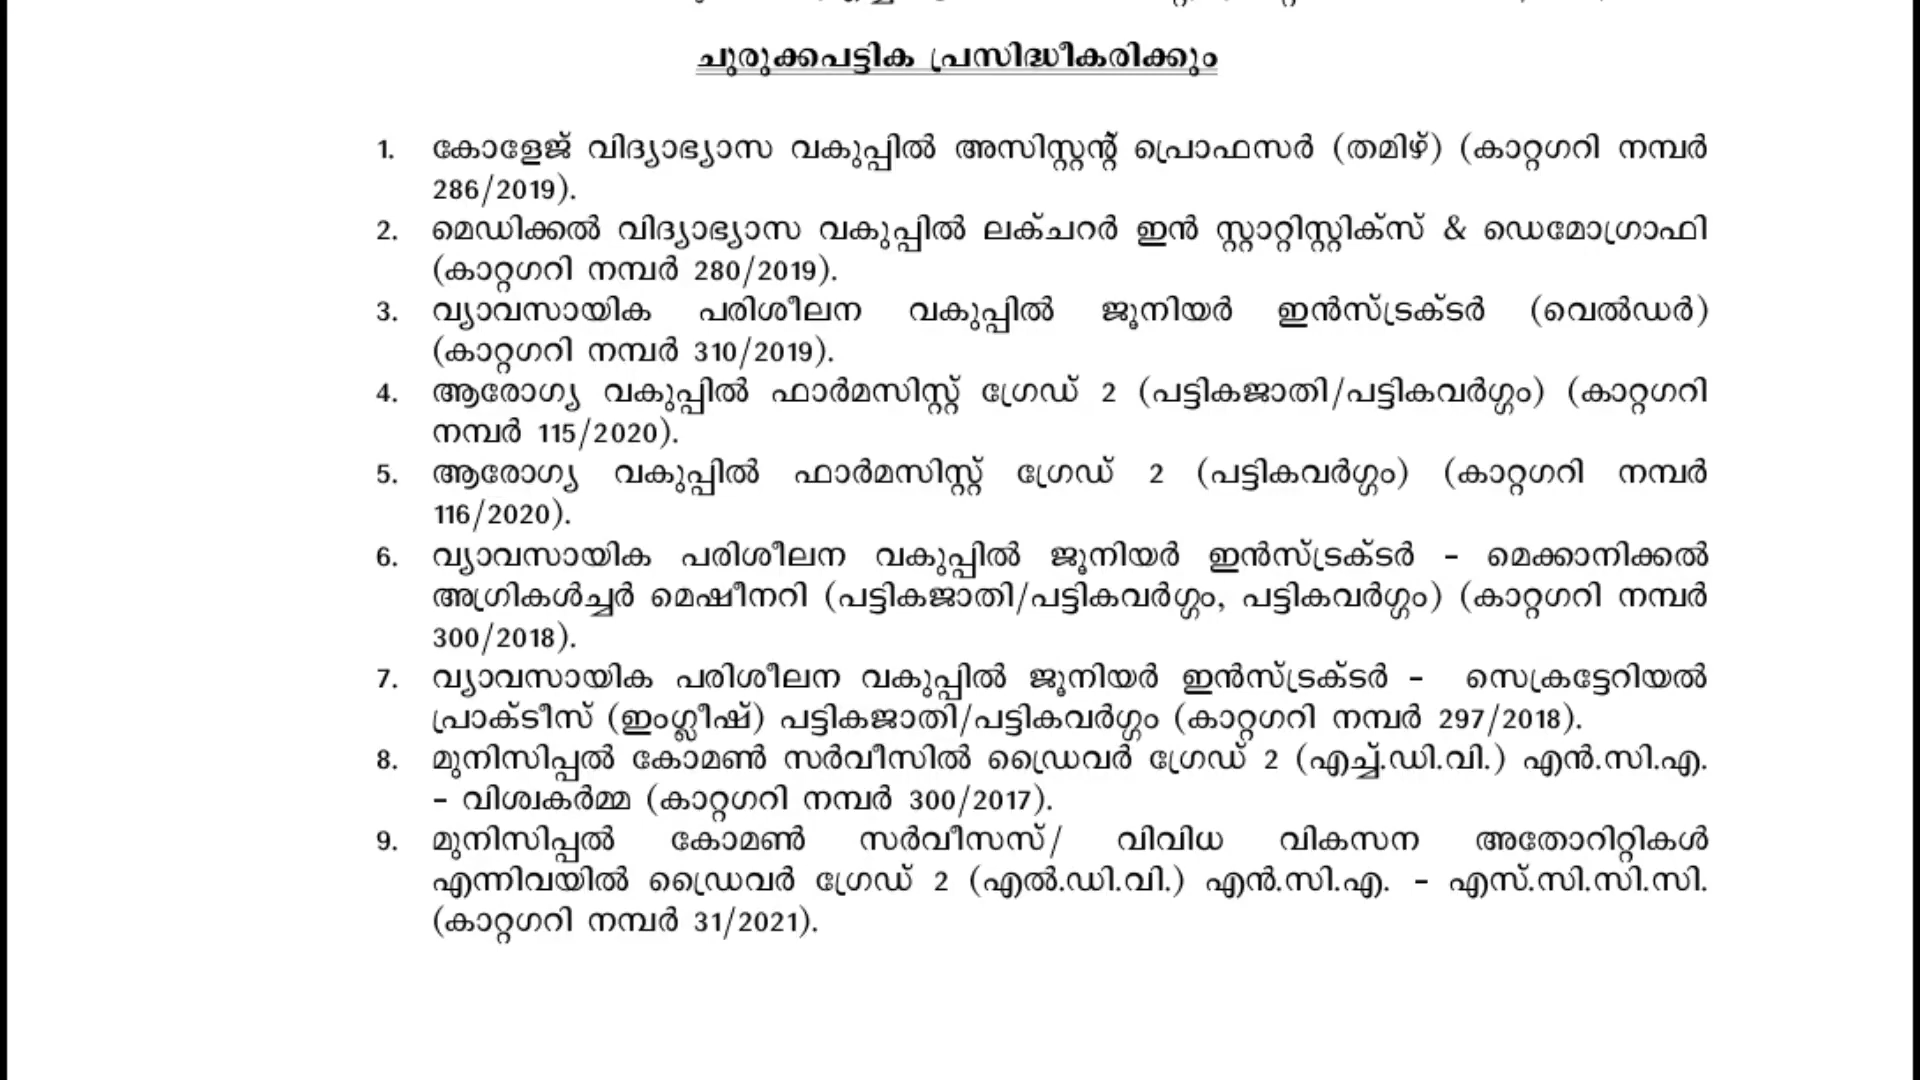 ചുരുക്കപട്ടിക പ്രസിദ്ധീകരിക്കും
1. കോളേജ് വിദ്യാഭ്യാസ വകുപ്പിൽ അസിസ്റ്റന്റ് പ്രൊഫസർ (തമിഴ്) (കാറ്റഗറി നമ്പർ
286/2019).
2. മെഡിക്കൽ വിദ്യാഭ്യാസ വകുപ്പിൽ ലക്ചറർ ഇൻ സ്റ്റാറ്റിസ്റ്റിക്സ് & ഡെമോഗ്രാഫി
(കാറ്റഗറി നമ്പർ 280/2019).
3. വ്യാവസായിക പരിശീലന വകുപ്പിൽ ജൂനിയർ ഇൻസ്ട്രക്ടർ (വെൽഡർ)
(കാറ്റഗറി നമ്പർ 310/2019).
4. ആരോഗ്യ വകുപ്പിൽ ഫാർമസിസ്റ്റ് ഗ്രേഡ് 2 (പട്ടികജാതി/പട്ടികവർഗ്ഗം) (കാറ്റഗറി
നമ്പർ 115/2020).
5. ആരോഗ്യ വകുപ്പിൽ ഫാർമസിസ്റ്റ് ഗ്രേഡ് 2 (പട്ടികവർഗ്ഗം) (കാറ്റഗറി നമ്പർ
116/2020).
6. വ്യാവസായിക പരിശീലന വകുപ്പിൽ ജൂനിയർ ഇൻസ്ട്രക്ടർ - മെക്കാനിക്കൽ
അഗ്രികൾച്ചർ മെഷീനറി (പട്ടികജാതി/പട്ടികവർഗ്ഗം, പട്ടികവർഗ്ഗം) (കാറ്റഗറി നമ്പർ
300/2018).
7. വ്യാവസായിക പരിശീലന വകുപ്പിൽ ജൂനിയർ ഇൻസ്ട്രക്ടർ - സെക്രട്ടേറിയൽ
പ്രാക്ടീസ് (ഇംഗ്ലീഷ്) പട്ടികജാതി/പട്ടികവർഗ്ഗം (കാറ്റഗറി നമ്പർ 297/2018).
8. മുനിസിപ്പൽ കോമൺ സർവീസിൽ ഡ്രൈവർ ഗ്രേഡ് 2 (എച്ച്.ഡി.വി.) എൻ.സി.എ.
- വിശ്വകർമ്മ (കാറ്റഗറി നമ്പർ 300/2017).
9. മുനിസിപ്പൽ കോമൺ സർവീസസ്/ വിവിധ വികസന അതോറിറ്റികൾ
എന്നിവയിൽ ഡ്രൈവർ ഗ്രേഡ് 2 (എൽ.ഡി.വി.) എൻ.സി.എ. - എസ്.സി.സി.സി.
(കാറ്റഗറി നമ്പർ 31/2021).